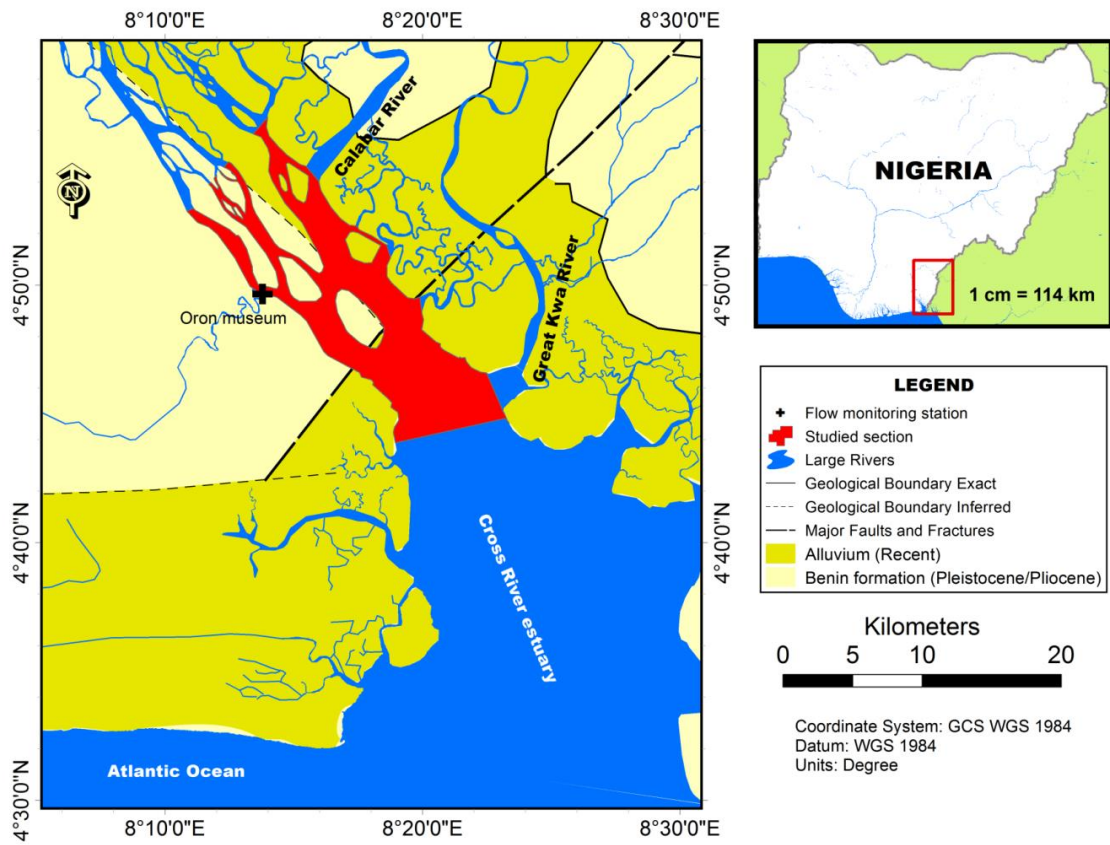 8°10'0"E
8°20'0"E
8°30'0"E
4°50'0"N
4°40'0"N
4°30'0"N
N
Calabar River
Great Kwa River
Oron museum
Cross River estuary
Atlantic Ocean
4°50'0"N
4°40'0"N
4°30'0"N
8°10'0"E
8°20'0"E
8°30'0"E
NIGERIA
1 cm = 114 km
LEGEND
Flow monitoring station
Studied section
Large Rivers
Geological Boundary Exact
Geological Boundary Inferred
Major Faults and Fractures
Alluvium (Recent)
Benin formation (Pleistocene/Pliocene)
Kilometers
0 5 10 20
Coordinate System: GCS WGS 1984
Datum: WGS 1984
Units: Degree